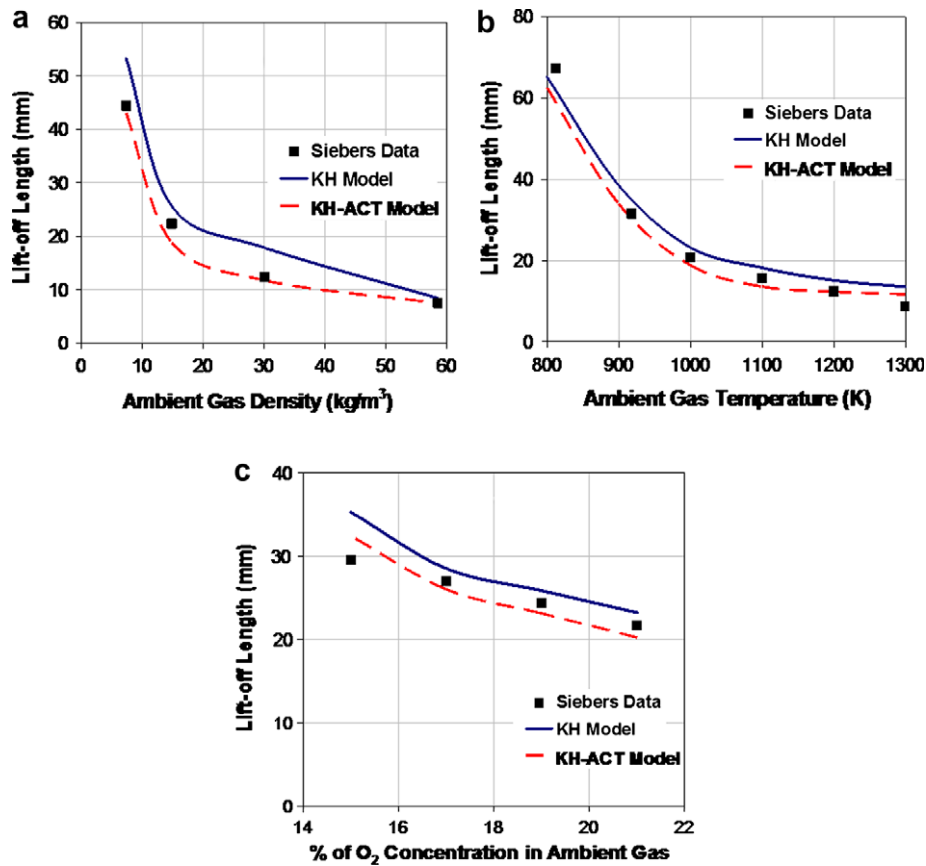 a
60
50
40
30
20
10
0
Lift-off Length (mm)
Siebers Data
KH Model
KH-ACT Model
0 10 20 30 40 50 60
Ambient Gas Density (kg/m³)
b
80
60
40
20
0
Lift-off Length (mm)
Siebers Data
KH Model
KH-ACT Model
800 900 1000 1100 1200 1300
Ambient Gas Temperature (K)
c
40
30
20
10
0
Lift-off Length (mm)
Siebers Data
KH Model
KH-ACT Model
14 16 18 20 22
% of O₂ Concentration in Ambient Gas